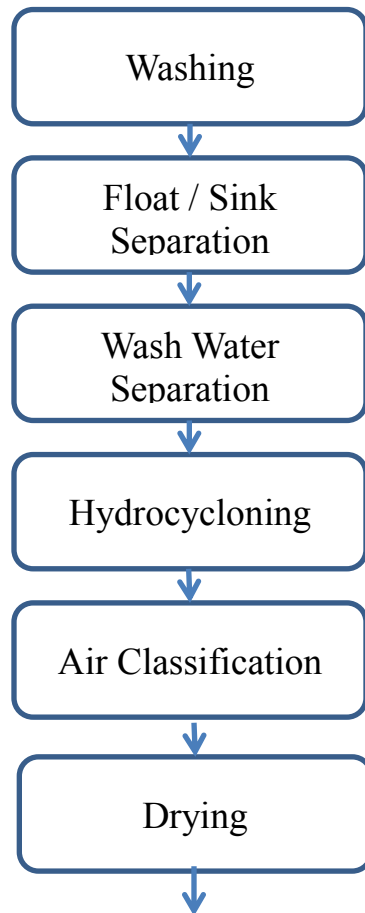 Washing
Float / Sink
Separation
Wash Water
Separation
Hydrocycloning
Air Classification
Drying